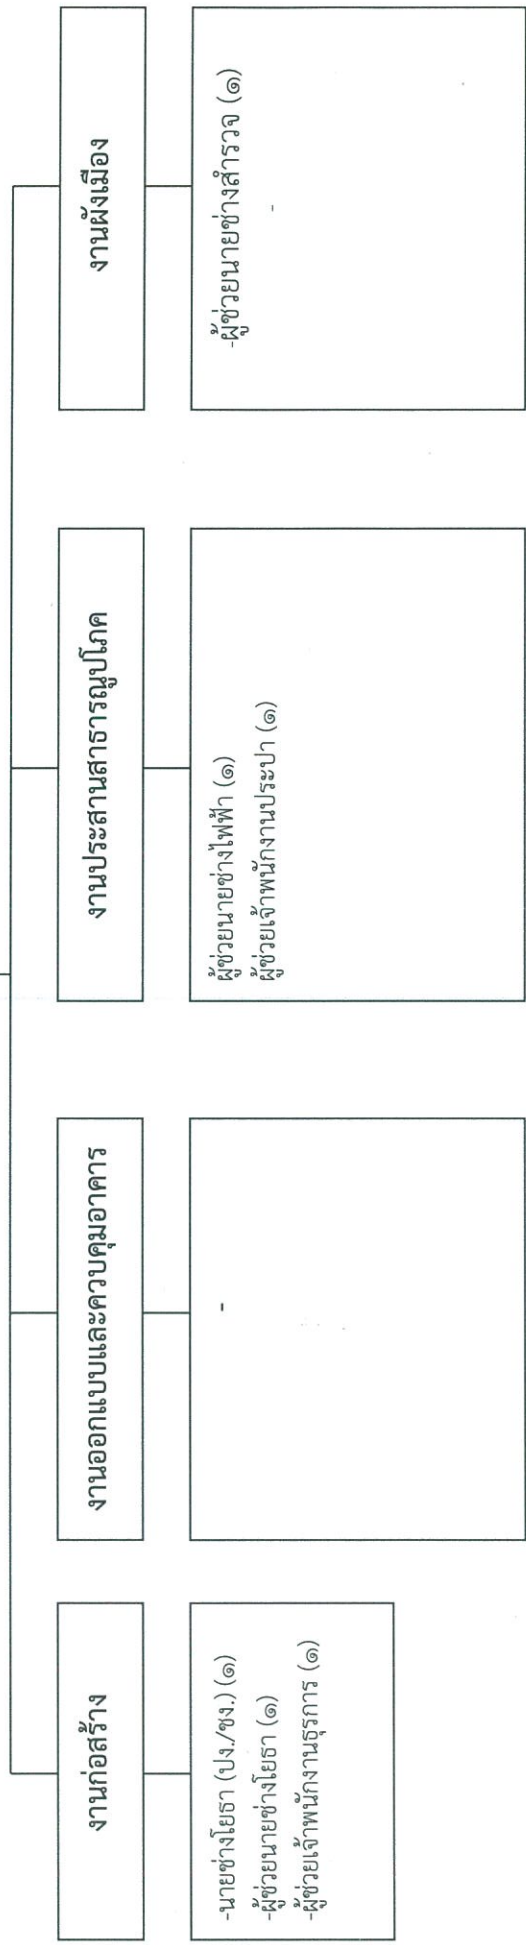 งานก่อสร้าง
-นายช่างโยธา (ปง./ชง.) (๑)
-ผู้ช่วยนายช่างโยธา (๑)
-ผู้ช่วยเจ้าพนักงานธุรการ (๑)
งานออกแบบและควบคุมอาคาร
-
งานประสานสาธารณูปโภค
ผู้ช่วยนายช่างไฟฟ้า (๑)
ผู้ช่วยเจ้าพนักงานประปา (๑)
งานผังเมือง
-ผู้ช่วยนายช่างสำรวจ (๑)
-